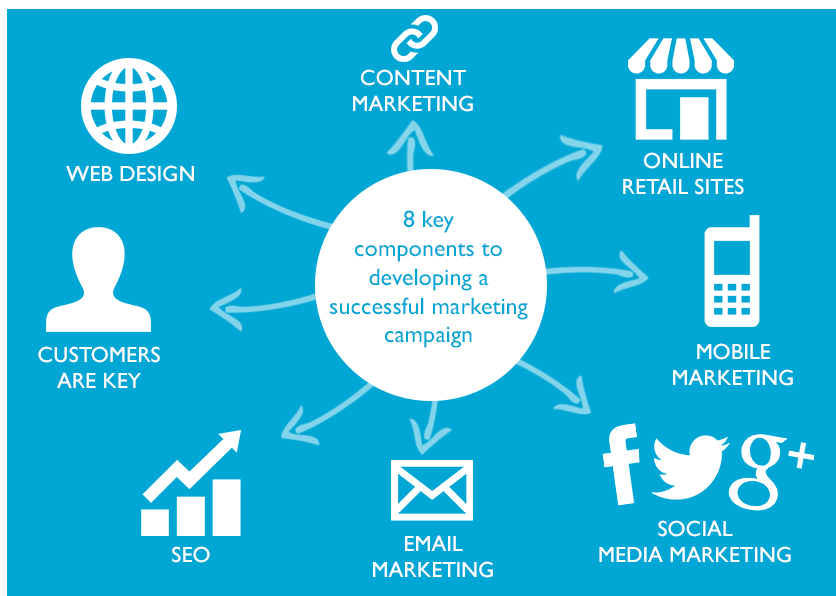 CONTENT
MARKETING
ONLINE
RETAIL SITES
WEB DESIGN
8 key
components to
developing a
successful marketing
campaign
CUSTOMERS
ARE KEY
MOBILE
MARKETING
SEO
EMAIL
MARKETING
f
g+
SOCIAL
MEDIA MARKETING